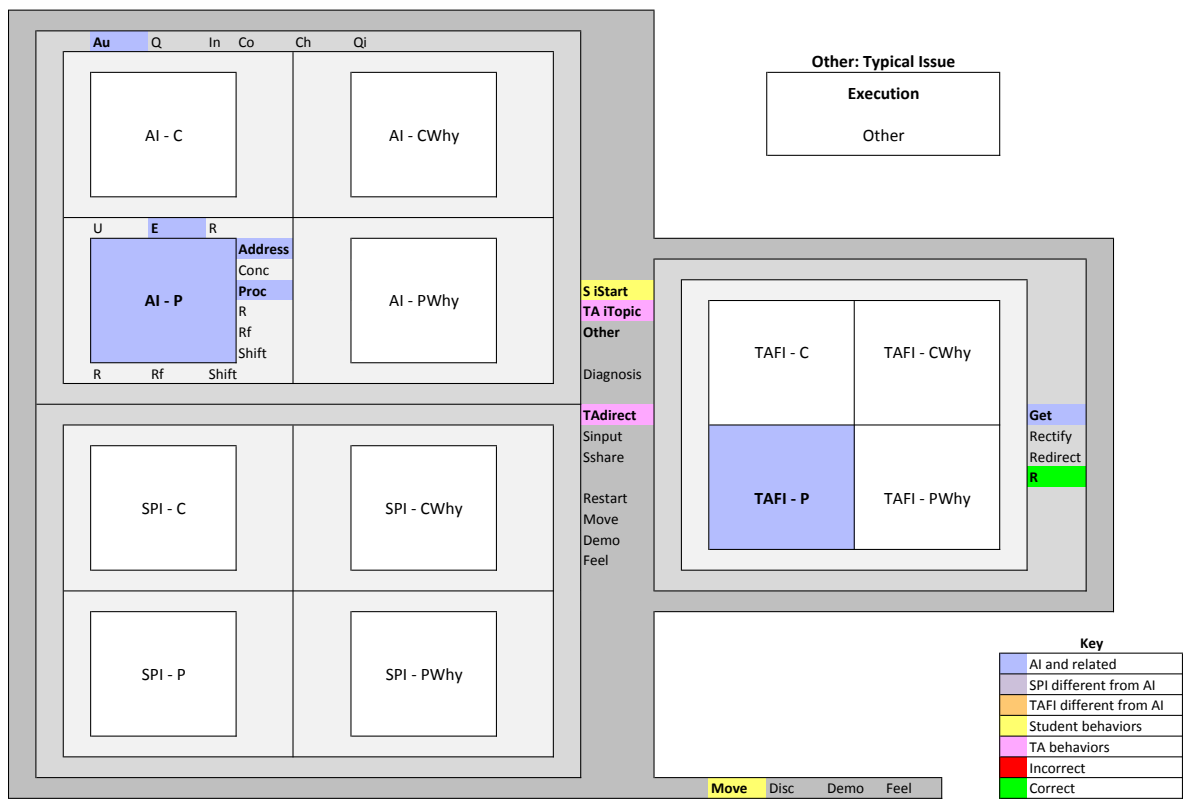 Au Q In Co Ch Qi
Other: Typical Issue
Execution
Other
AI - C
AI - CWhy
U E R
Address
Conc
Proc
R
Rf
Shift
AI - P
AI - PWhy
R Rf Shift
S iStart
TA iTopic
Other
Diagnosis
TAdirect
Sinput
Sshare
Restart
Move
Demo
Feel
TAFI - C
TAFI - CWhy
TAFI - P
TAFI - PWhy
Get
Rectify
Redirect
R
SPI - C
SPI - CWhy
SPI - P
SPI - PWhy
Key
AI and related
SPI different from AI
TAFI different from AI
Student behaviors
TA behaviors
Incorrect
Correct
Move Disc Demo Feel